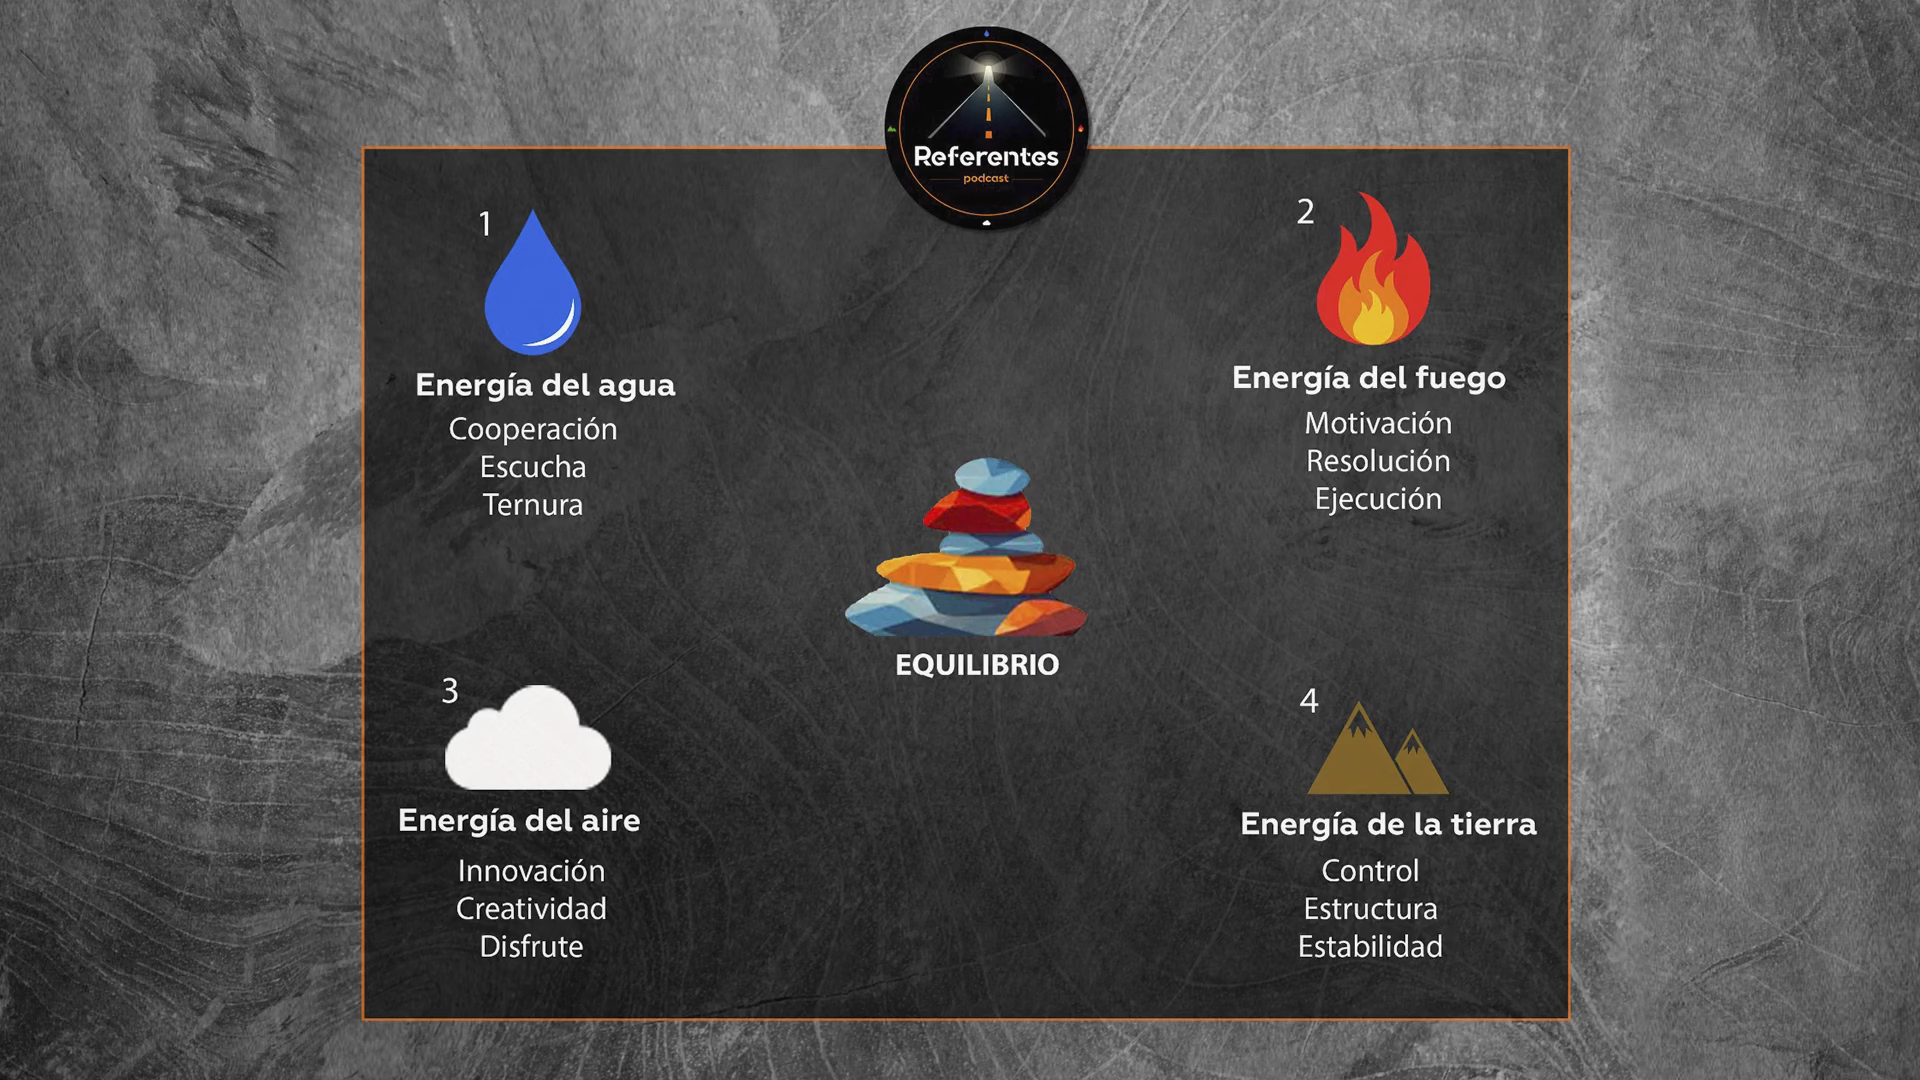 Referentes
podcast
1
Energía del agua
Cooperación
Escucha
Ternura
2
Energía del fuego
Motivación
Resolución
Ejecución
EQUILIBRIO
3
Energía del aire
Innovación
Creatividad
Disfrute
4
Energía de la tierra
Control
Estructura
Estabilidad